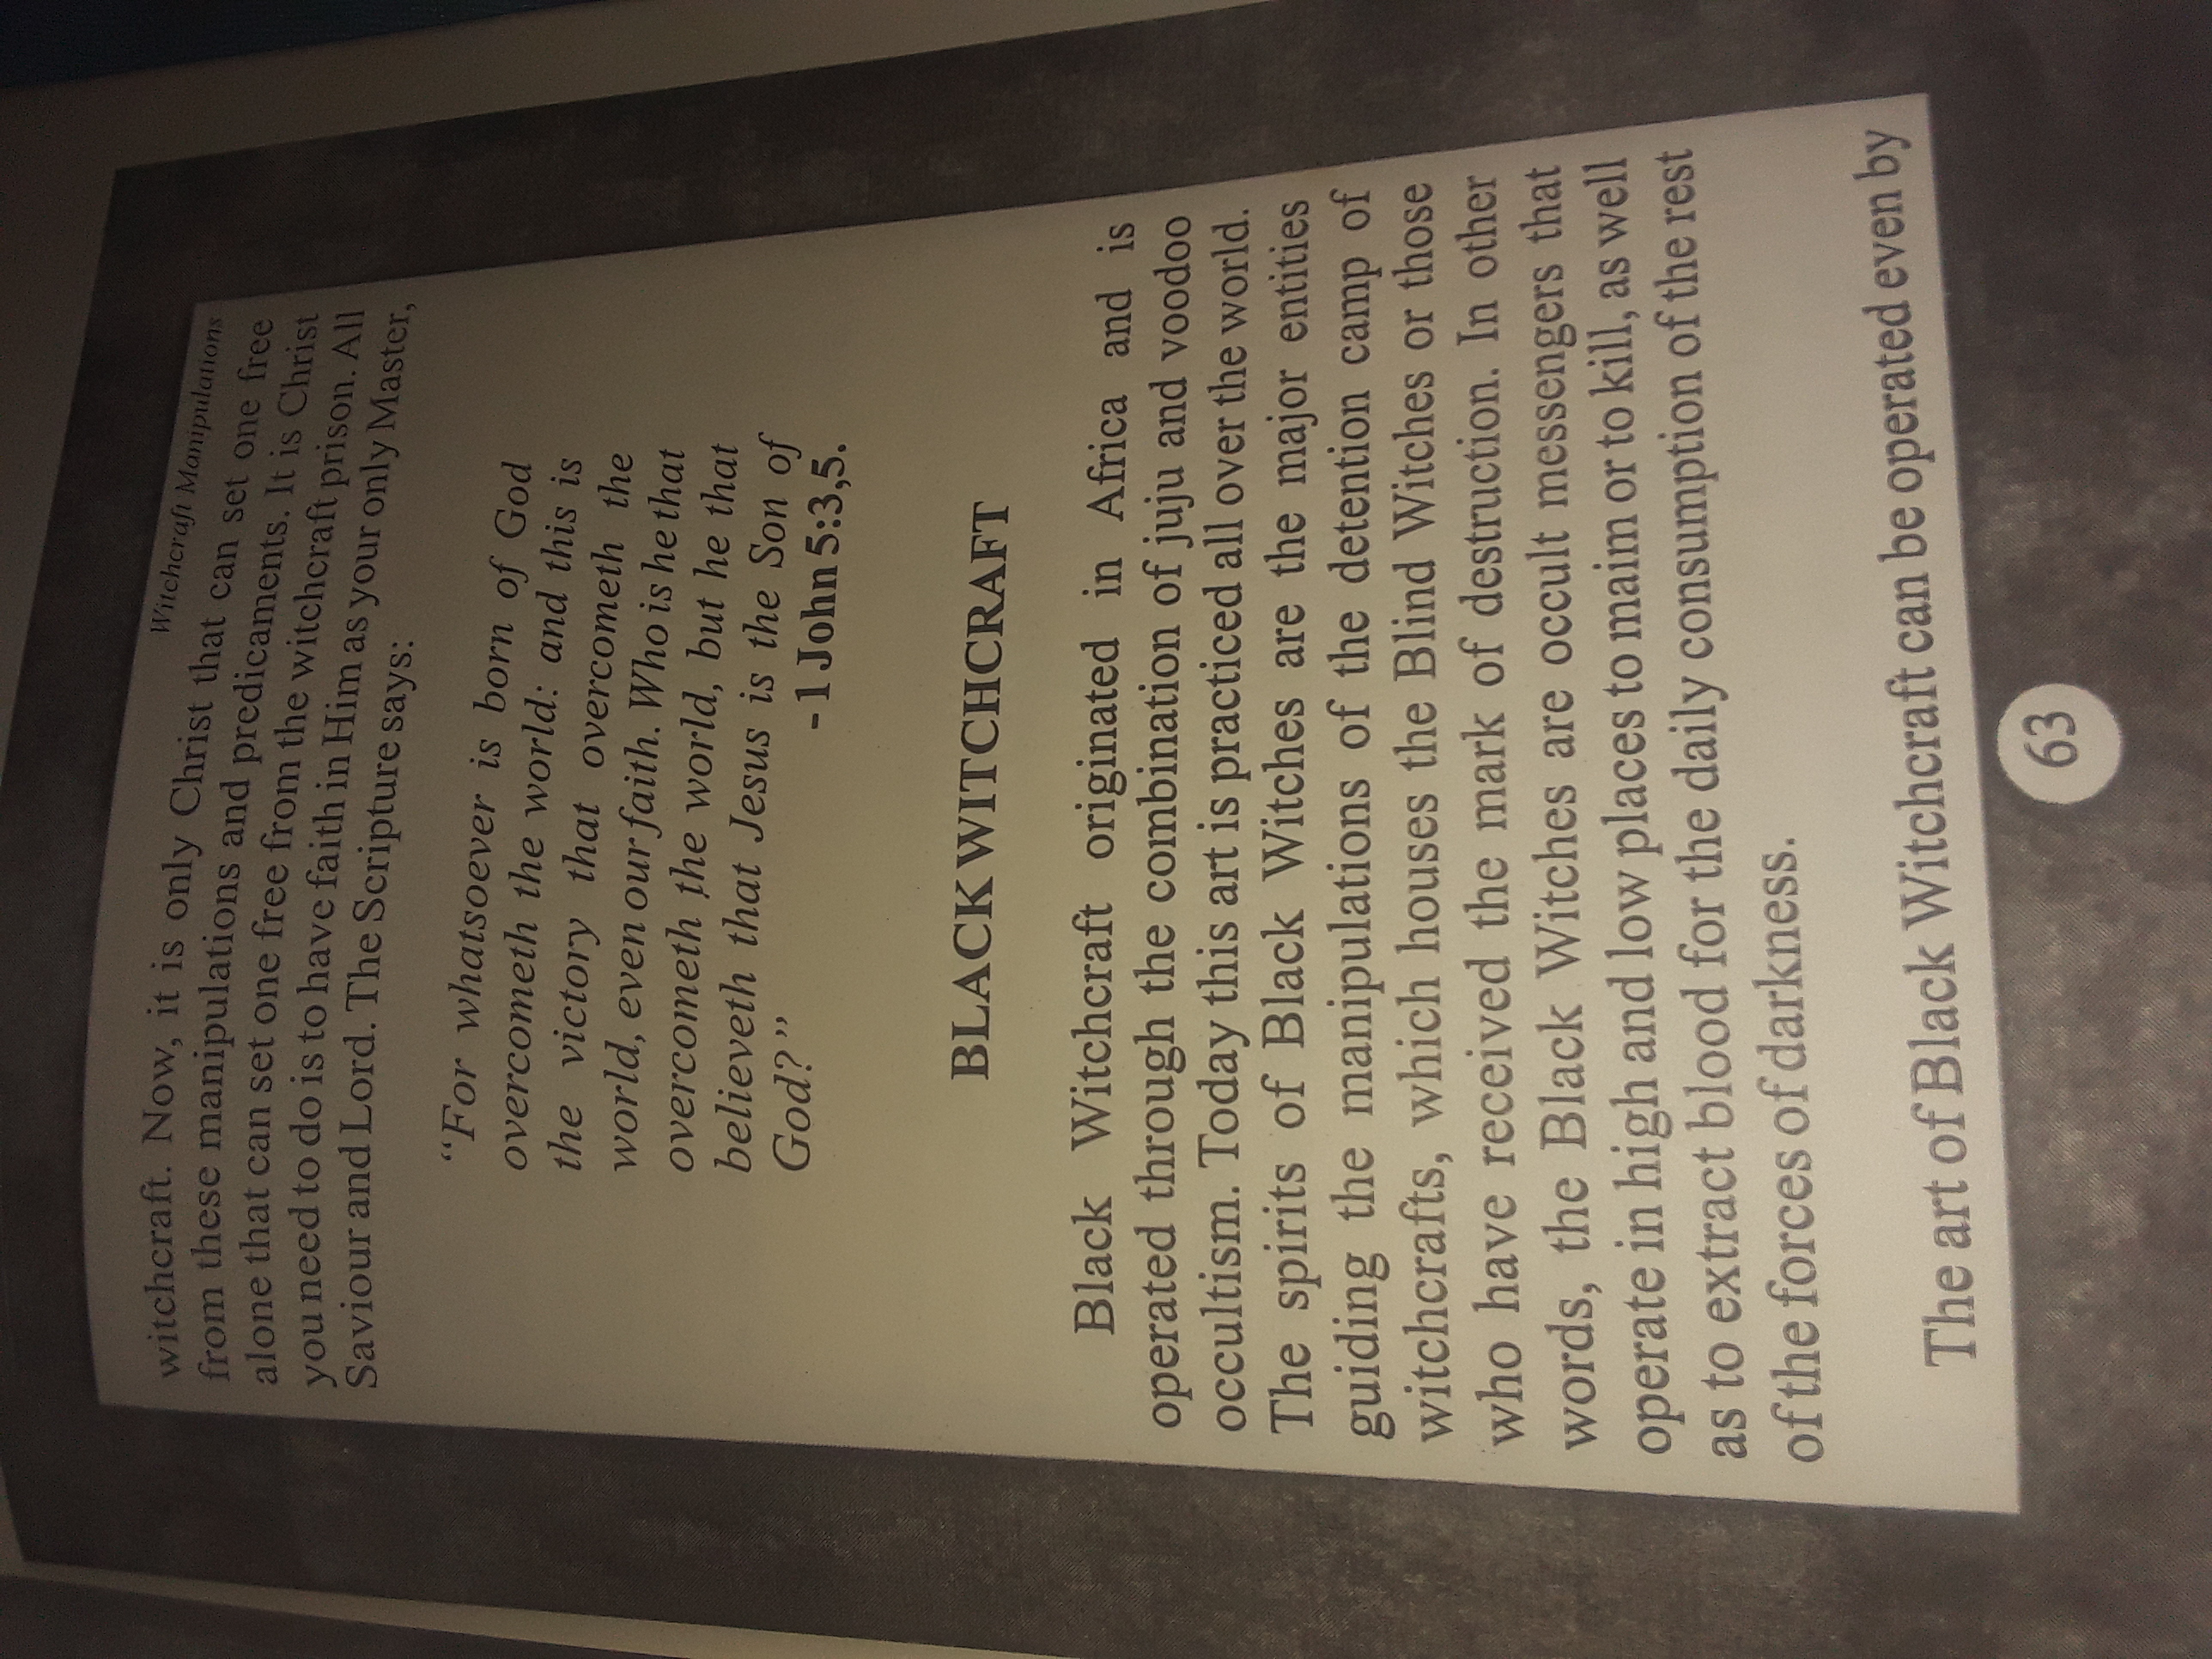 Witchcraft Manipulations
witchcraft. Now, it is only Christ that can set one free
from these manipulations and predicaments. It is Christ
alone that can set one free from the witchcraft prison. All
you need to do is to have faith in Him as your only Master,
Saviour and Lord. The Scripture says:
“For whatsoever is born of God
overcometh the world: and this is
the victory that overcometh the
world, even our faith. Who is he that
overcometh the world, but he that
believeth that Jesus is the Son of
God?”
- 1 John 5:3,5.
BLACK WITCHCRAFT
Black Witchcraft originated in Africa and is
operated through the combination of juju and voodoo
occultism. Today this art is practiced all over the world.
The spirits of Black Witches are the major entities
guiding the manipulations of the detention camp of
witchcrafts, which houses the Blind Witches or those
who have received the mark of destruction. In other
words, the Black Witches are occult messengers that
operate in high and low places to maim or to kill, as well
as to extract blood for the daily consumption of the rest
of the forces of darkness.
The art of Black Witchcraft can be operated even by
63